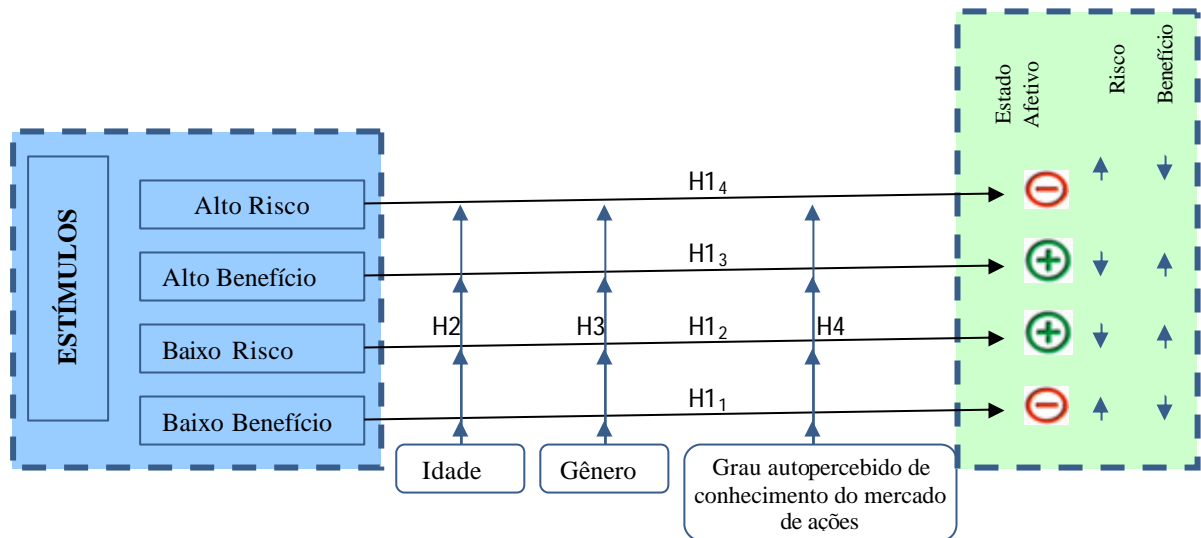 ESTÍMULOS
Alto Risco
Alto Benefício
Baixo Risco
Baixo Benefício
H1₄
H1₃
H1₂
H1₁
H2
H3
H4
Idade
Gênero
Grau autopercebido de
conhecimento do mercado
de ações
Estado
Afetivo
Risco
Benefício